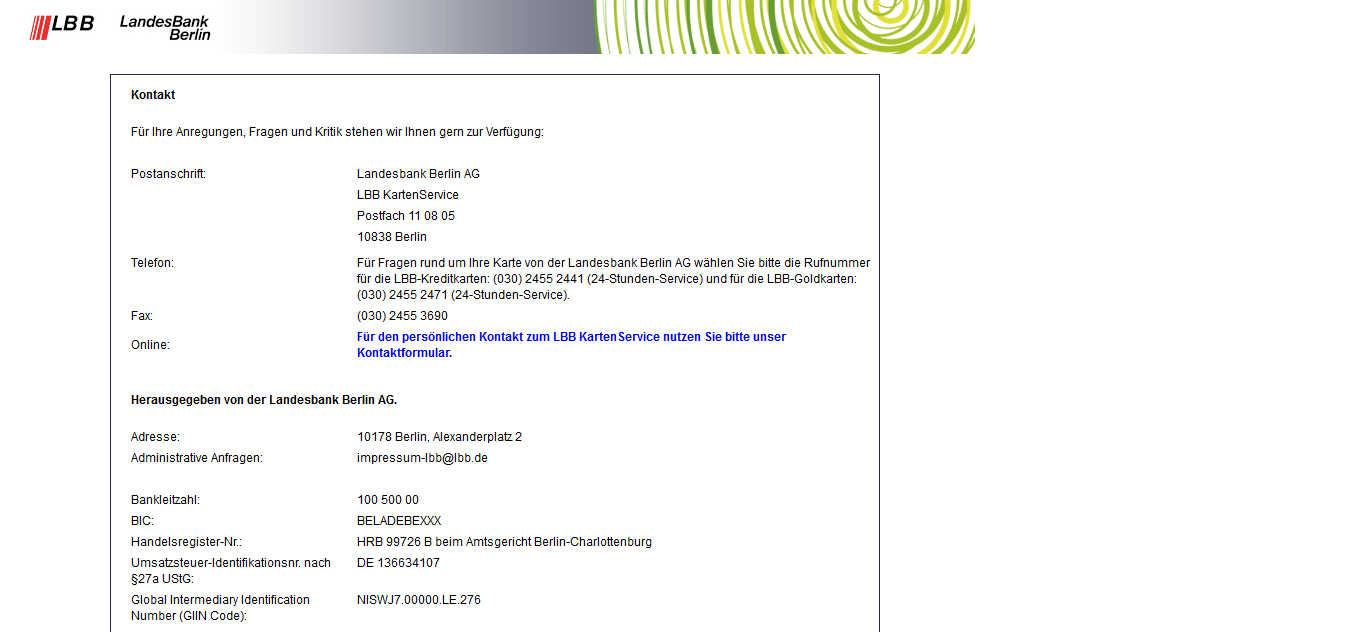 LBB
LandesBank
Berlin
Kontakt
Für Ihre Anregungen, Fragen und Kritik stehen wir Ihnen gern zur Verfügung:
Postanschrift:
Landesbank Berlin AG
LBB KartenService
Postfach 11 08 05
10838 Berlin
Telefon:
Für Fragen rund um Ihre Karte von der Landesbank Berlin AG wählen Sie bitte die Rufnummer
für die LBB-Kreditkarten: (030) 2455 2441 (24-Stunden-Service) und für die LBB-Goldkarten:
(030) 2455 2471 (24-Stunden-Service).
Fax:
(030) 2455 3690
Online:
Für den persönlichen Kontakt zum LBB KartenService nutzen Sie bitte unser
Kontaktformular.
Herausgegeben von der Landesbank Berlin AG.
Adresse:
10178 Berlin, Alexanderplatz 2
Administrative Anfragen:
impressum-lbb@lbb.de
Bankleitzahl:
100 500 00
BIC:
BELADEBEXXX
Handelsregister-Nr.:
HRB 99726 B beim Amtsgericht Berlin-Charlottenburg
Umsatzsteuer-Identifikationsnr. nach
§27a UStG:
DE 136634107
Global Intermediary Identification
Number (GIIN Code):
NISWJ7.00000.LE.276